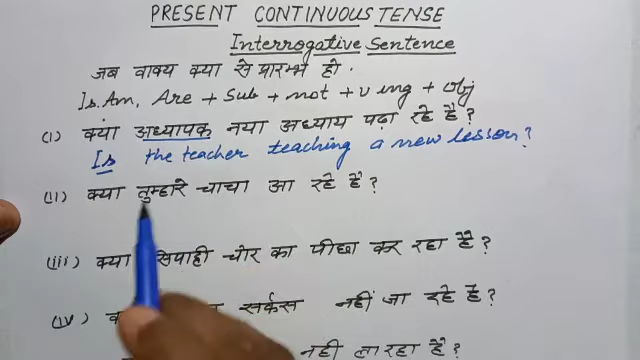 PRESENT CONTINUOUS TENSE
Interrogative Sentence
जब वाक्य क्या से प्रारम्भ हो .
Is, Am, Are + Sub + not + v ing + Obj
(i) क्या अध्यापक नया अध्याय पढ़ा रहे हैं ?
Is the teacher teaching a new lesson ?
(ii) क्या तुम्हारे चाचा आ रहे हैं ?
(iii) क्या सिपाही चोर का पीछा कर रहा है ?
(iv) सर्कस नहीं जा रहे हैं ?
नहीं ला रहा है ?